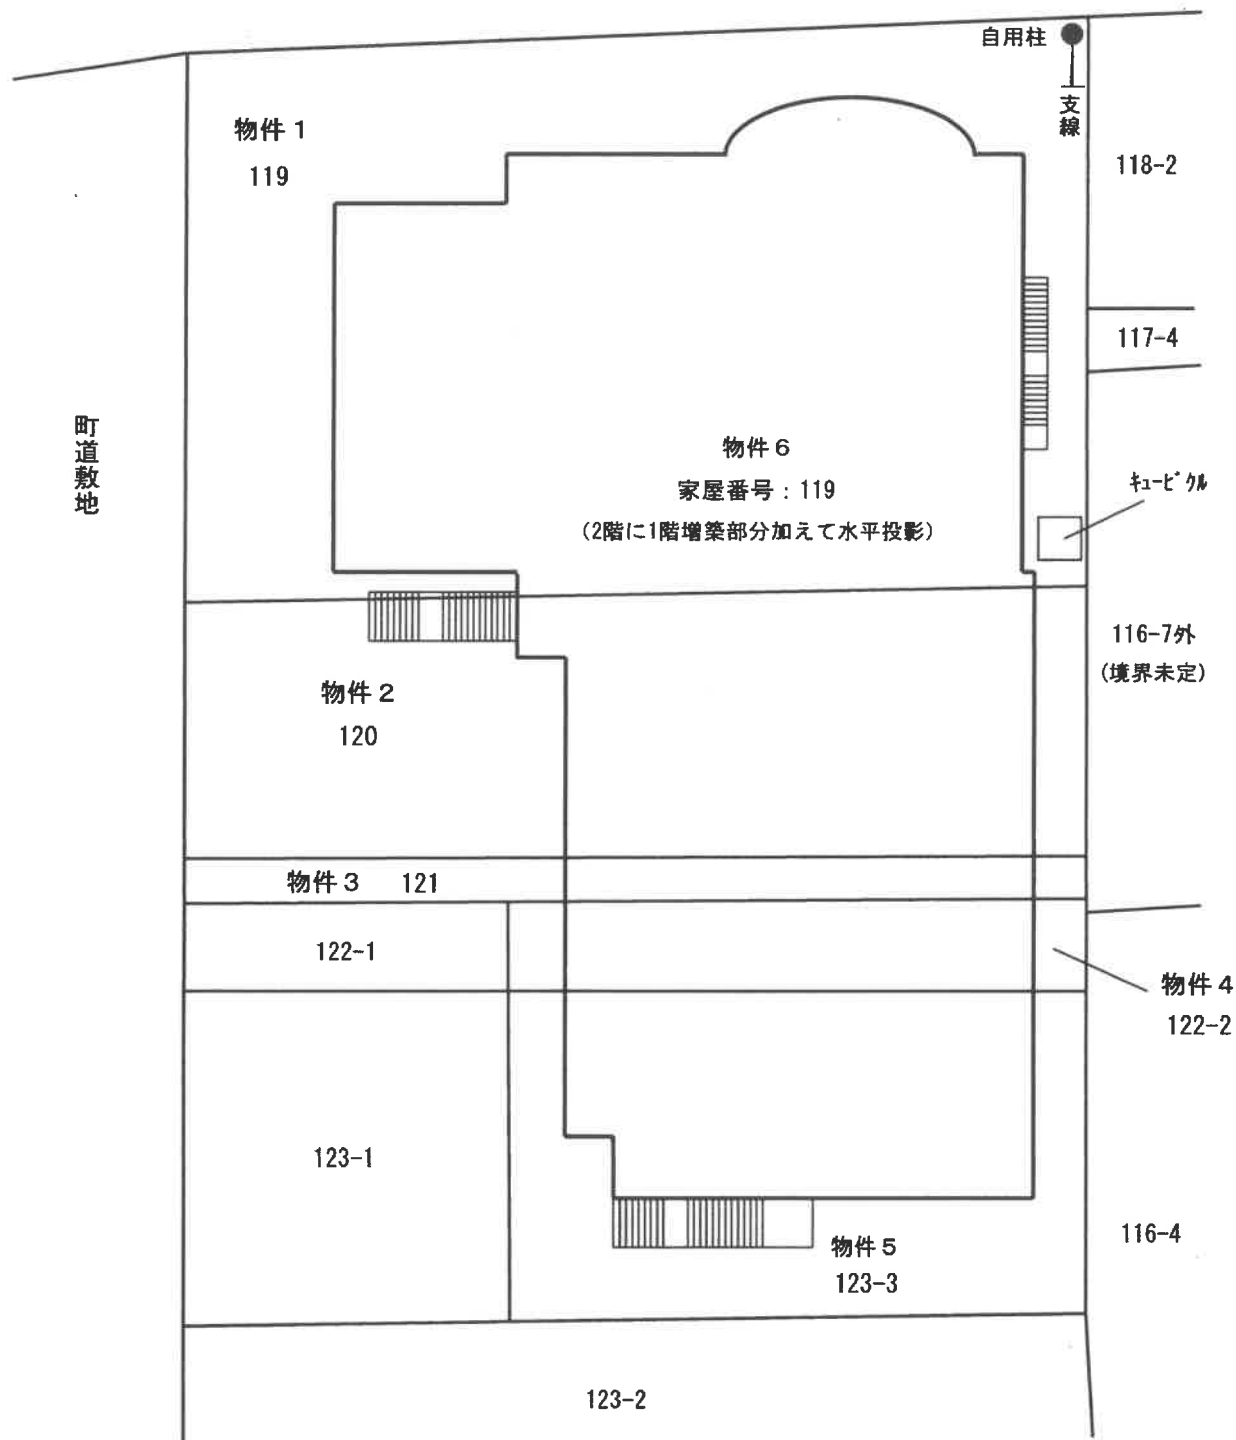 自用柱
支線
物件1
119
118-2
117-4
町道敷地
物件6
家屋番号：119
(2階に1階増築部分加えて水平投影)
ｷｭｰﾋﾞｸﾙ
116-7外
(境界未定)
物件2
120
物件3 121
122-1
物件4
122-2
123-1
物件5
123-3
116-4
123-2